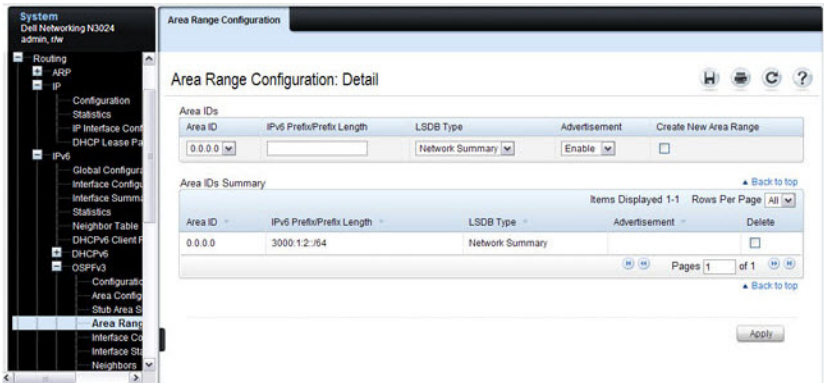 System
Dell Networking N3024
admin, r/w
Routing
ARP
IP
Configuration
Statistics
IP Interface Conf
DHCP Lease Pa
IPv6
Global Configura
Interface Configu
Interface Summa
Statistics
Neighbor Table
DHCPv6 Client P
DHCPv6
OSPFv3
Configuratio
Area Config
Stub Area S
Area Rang
Interface Co
Interface Sta
Neighbors
Area Range Configuration
Area Range Configuration: Detail
Area IDs
Area ID IPv6 Prefix/Prefix Length LSDB Type Advertisement Create New Area Range
0.0.0.0 Network Summary Enable
Area IDs Summary Back to top
Items Displayed 1-1 Rows Per Page All
Area ID IPv6 Prefix/Prefix Length LSDB Type Advertisement Delete
0.0.0.0 3000:1:2::/64 Network Summary
Pages 1 of 1
Back to top
Apply